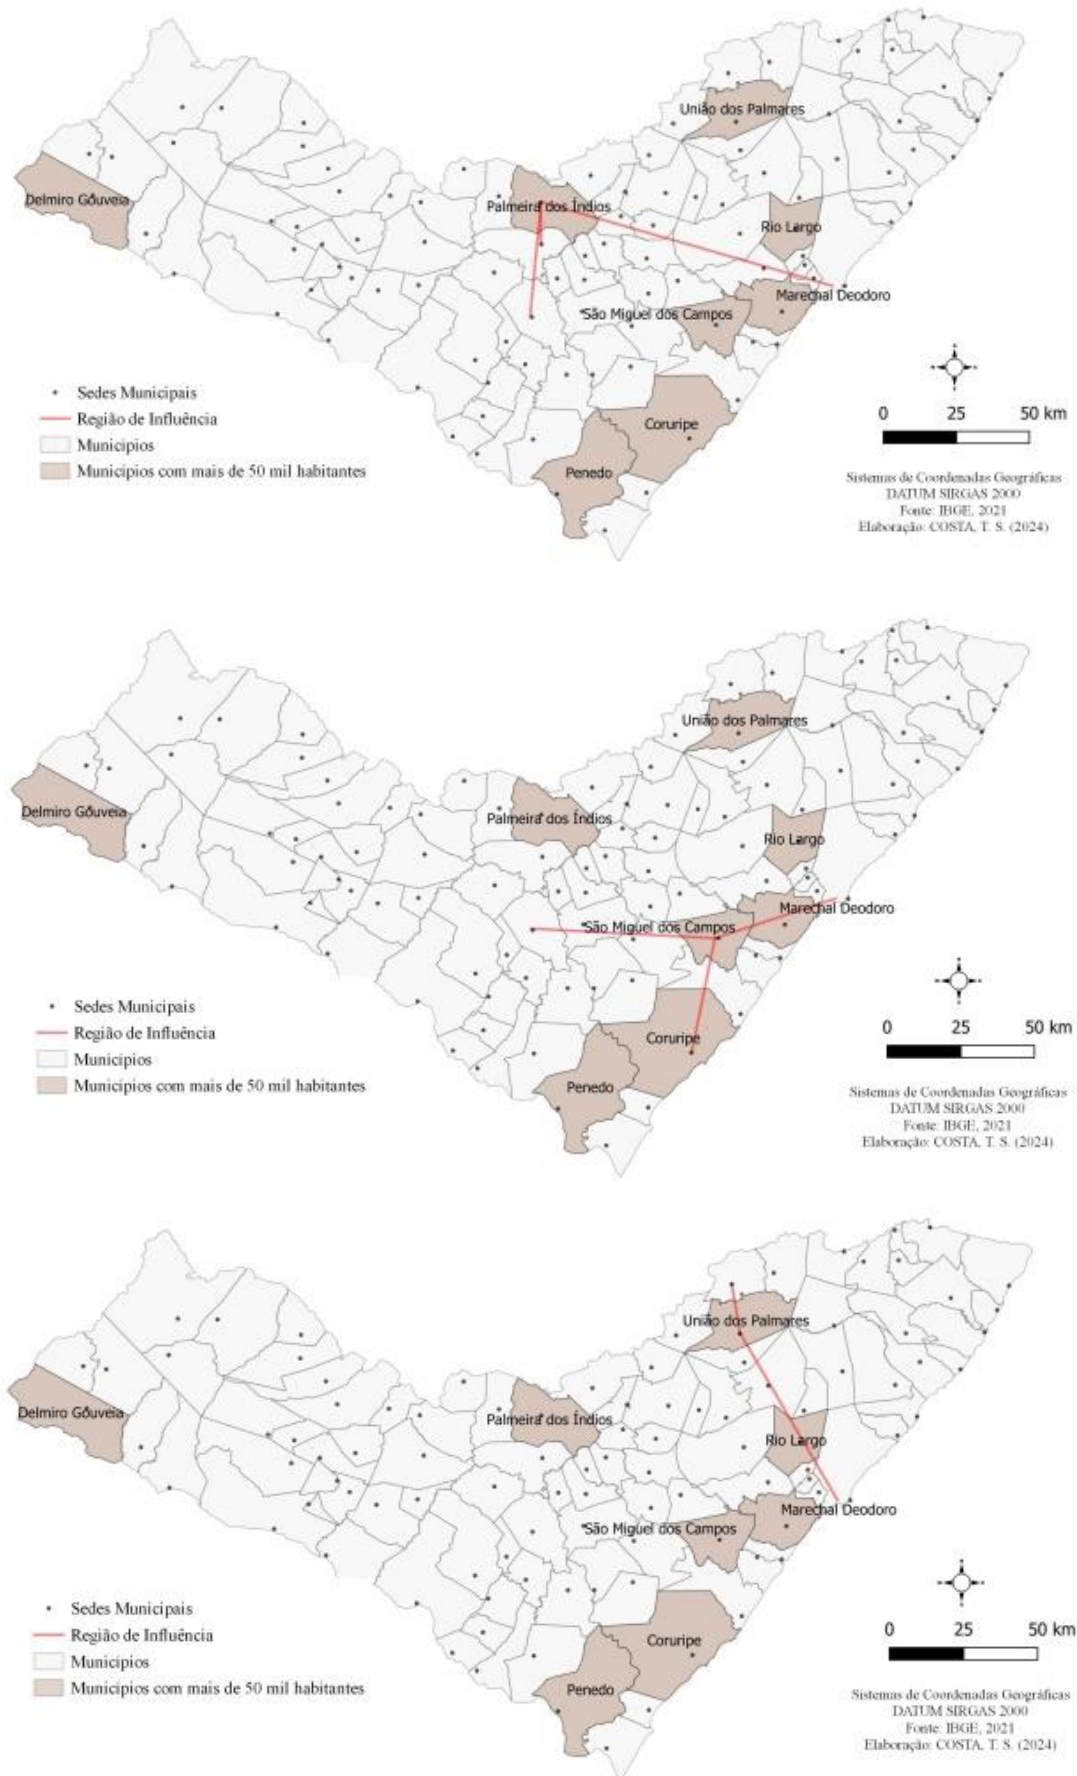 União dos Palmares
Delmiro Gouveia
Palmeira dos Índios
Rio Largo
Marechal Deodoro
São Miguel dos Campos
Coruripe
Penedo
Sedes Municipais
Região de Influência
Municípios
Municípios com mais de 50 mil habitantes
0 25 50 km
Sistemas de Coordenadas Geográficas
DATUM SIRGAS 2000
Fonte: IBGE, 2021
Elaboração: COSTA, T. S. (2024)
União dos Palmares
Delmiro Gouveia
Palmeira dos Índios
Rio Largo
Marechal Deodoro
São Miguel dos Campos
Coruripe
Penedo
Sedes Municipais
Região de Influência
Municípios
Municípios com mais de 50 mil habitantes
0 25 50 km
Sistemas de Coordenadas Geográficas
DATUM SIRGAS 2000
Fonte: IBGE, 2021
Elaboração: COSTA, T. S. (2024)
União dos Palmares
Delmiro Gouveia
Palmeira dos Índios
Rio Largo
Marechal Deodoro
São Miguel dos Campos
Coruripe
Penedo
Sedes Municipais
Região de Influência
Municípios
Municípios com mais de 50 mil habitantes
0 25 50 km
Sistemas de Coordenadas Geográficas
DATUM SIRGAS 2000
Fonte: IBGE, 2021
Elaboração: COSTA, T. S. (2024)